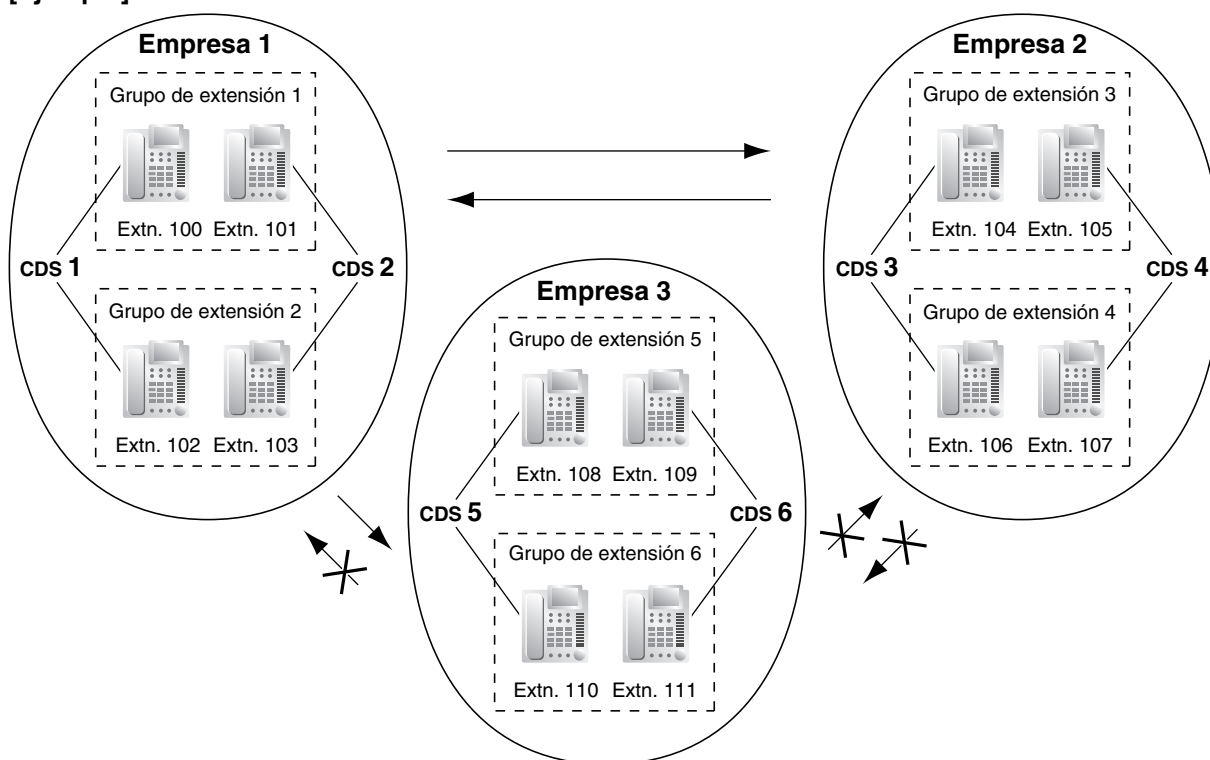 Empresa 1
Grupo de extensión 1
Extn. 100 Extn. 101
CDS 1
CDS 2
Grupo de extensión 2
Extn. 102 Extn. 103
Empresa 2
Grupo de extensión 3
Extn. 104 Extn. 105
CDS 3
CDS 4
Grupo de extensión 4
Extn. 106 Extn. 107
Empresa 3
Grupo de extensión 5
Extn. 108 Extn. 109
CDS 5
CDS 6
Grupo de extensión 6
Extn. 110 Extn. 111